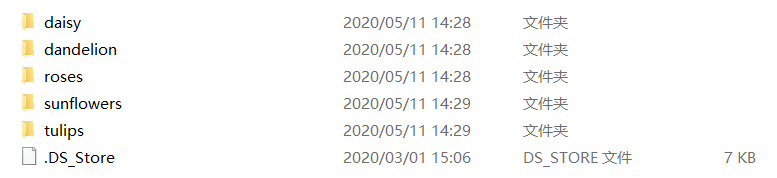 daisy 2020/05/11 14:28 文件夹
dandelion 2020/05/11 14:28 文件夹
roses 2020/05/11 14:28 文件夹
sunflowers 2020/05/11 14:29 文件夹
tulips 2020/05/11 14:29 文件夹
.DS_Store 2020/03/01 15:06 DS_STORE 文件 7 KB